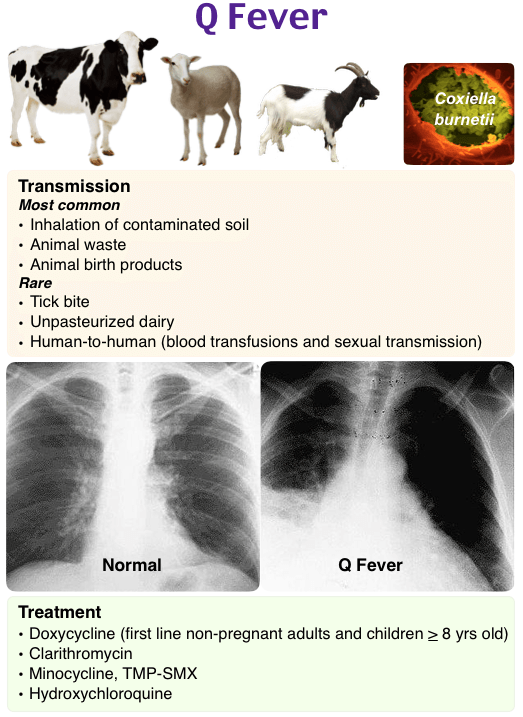 Q Fever
Coxiella
burnetii
Transmission
Most common
• Inhalation of contaminated soil
• Animal waste
• Animal birth products
Rare
• Tick bite
• Unpasteurized dairy
• Human-to-human (blood transfusions and sexual transmission)
Normal
Q Fever
Treatment
• Doxycycline (first line non-pregnant adults and children ≥ 8 yrs old)
• Clarithromycin
• Minocycline, TMP-SMX
• Hydroxychloroquine